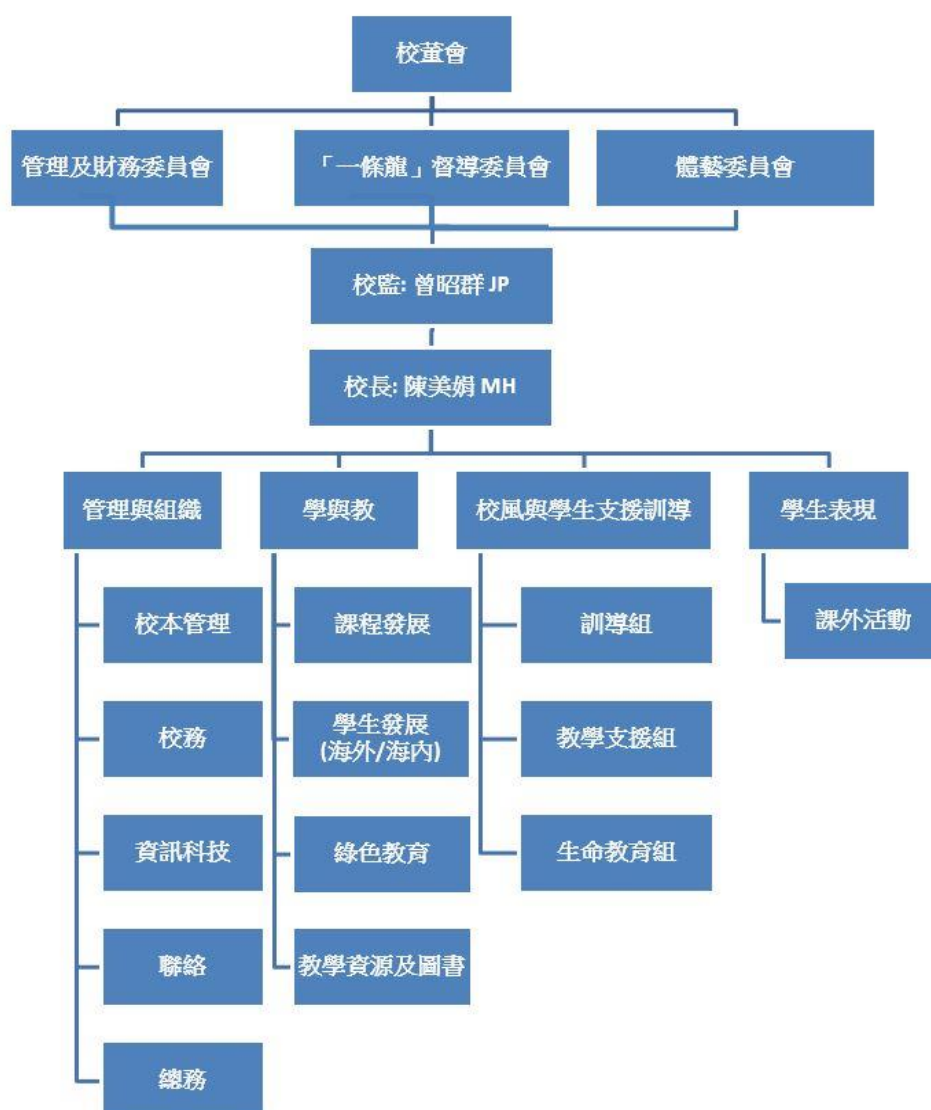 校董會
管理及財務委員會
「一條龍」督導委員會
體藝委員會
校監: 曾昭群 JP
校長: 陳美娟 MH
管理與組織
學與教
校風與學生支援訓導
學生表現
校本管理
課程發展
訓導組
課外活動
校務
學生發展
(海外/海內)
教學支援組
資訊科技
綠色教育
生命教育組
聯絡
教學資源及圖書
總務